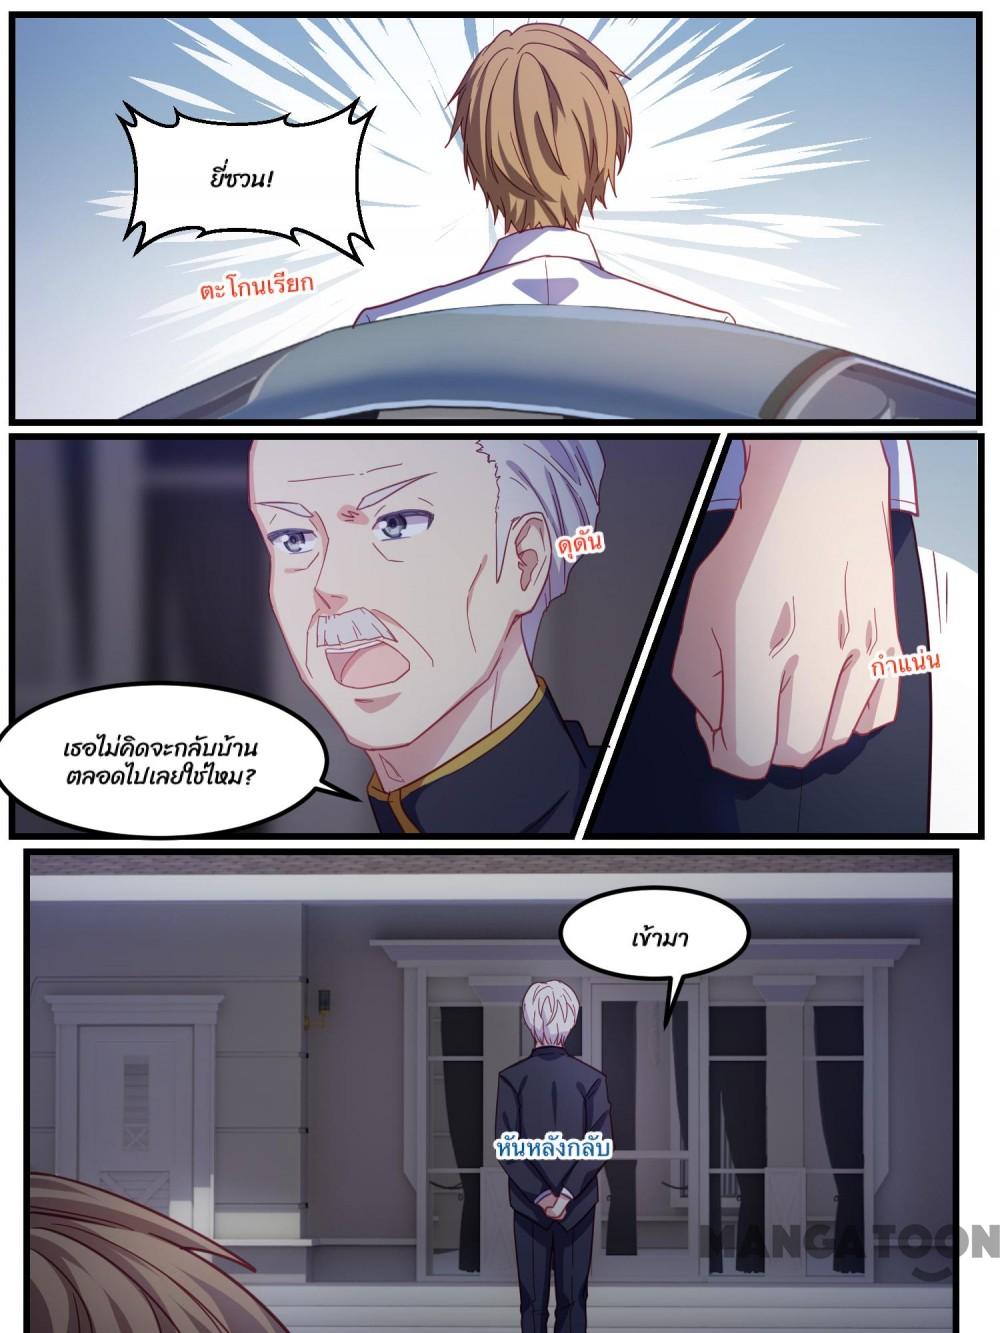 ยี่ซวน!
ตะโกนเรียก
ดุดัน
กำแน่น
เธอไม่คิดจะกลับบ้าน
ตลอดไปเลยใช่ไหม?
เข้ามา
หันหลังกลับ
MANGATOON